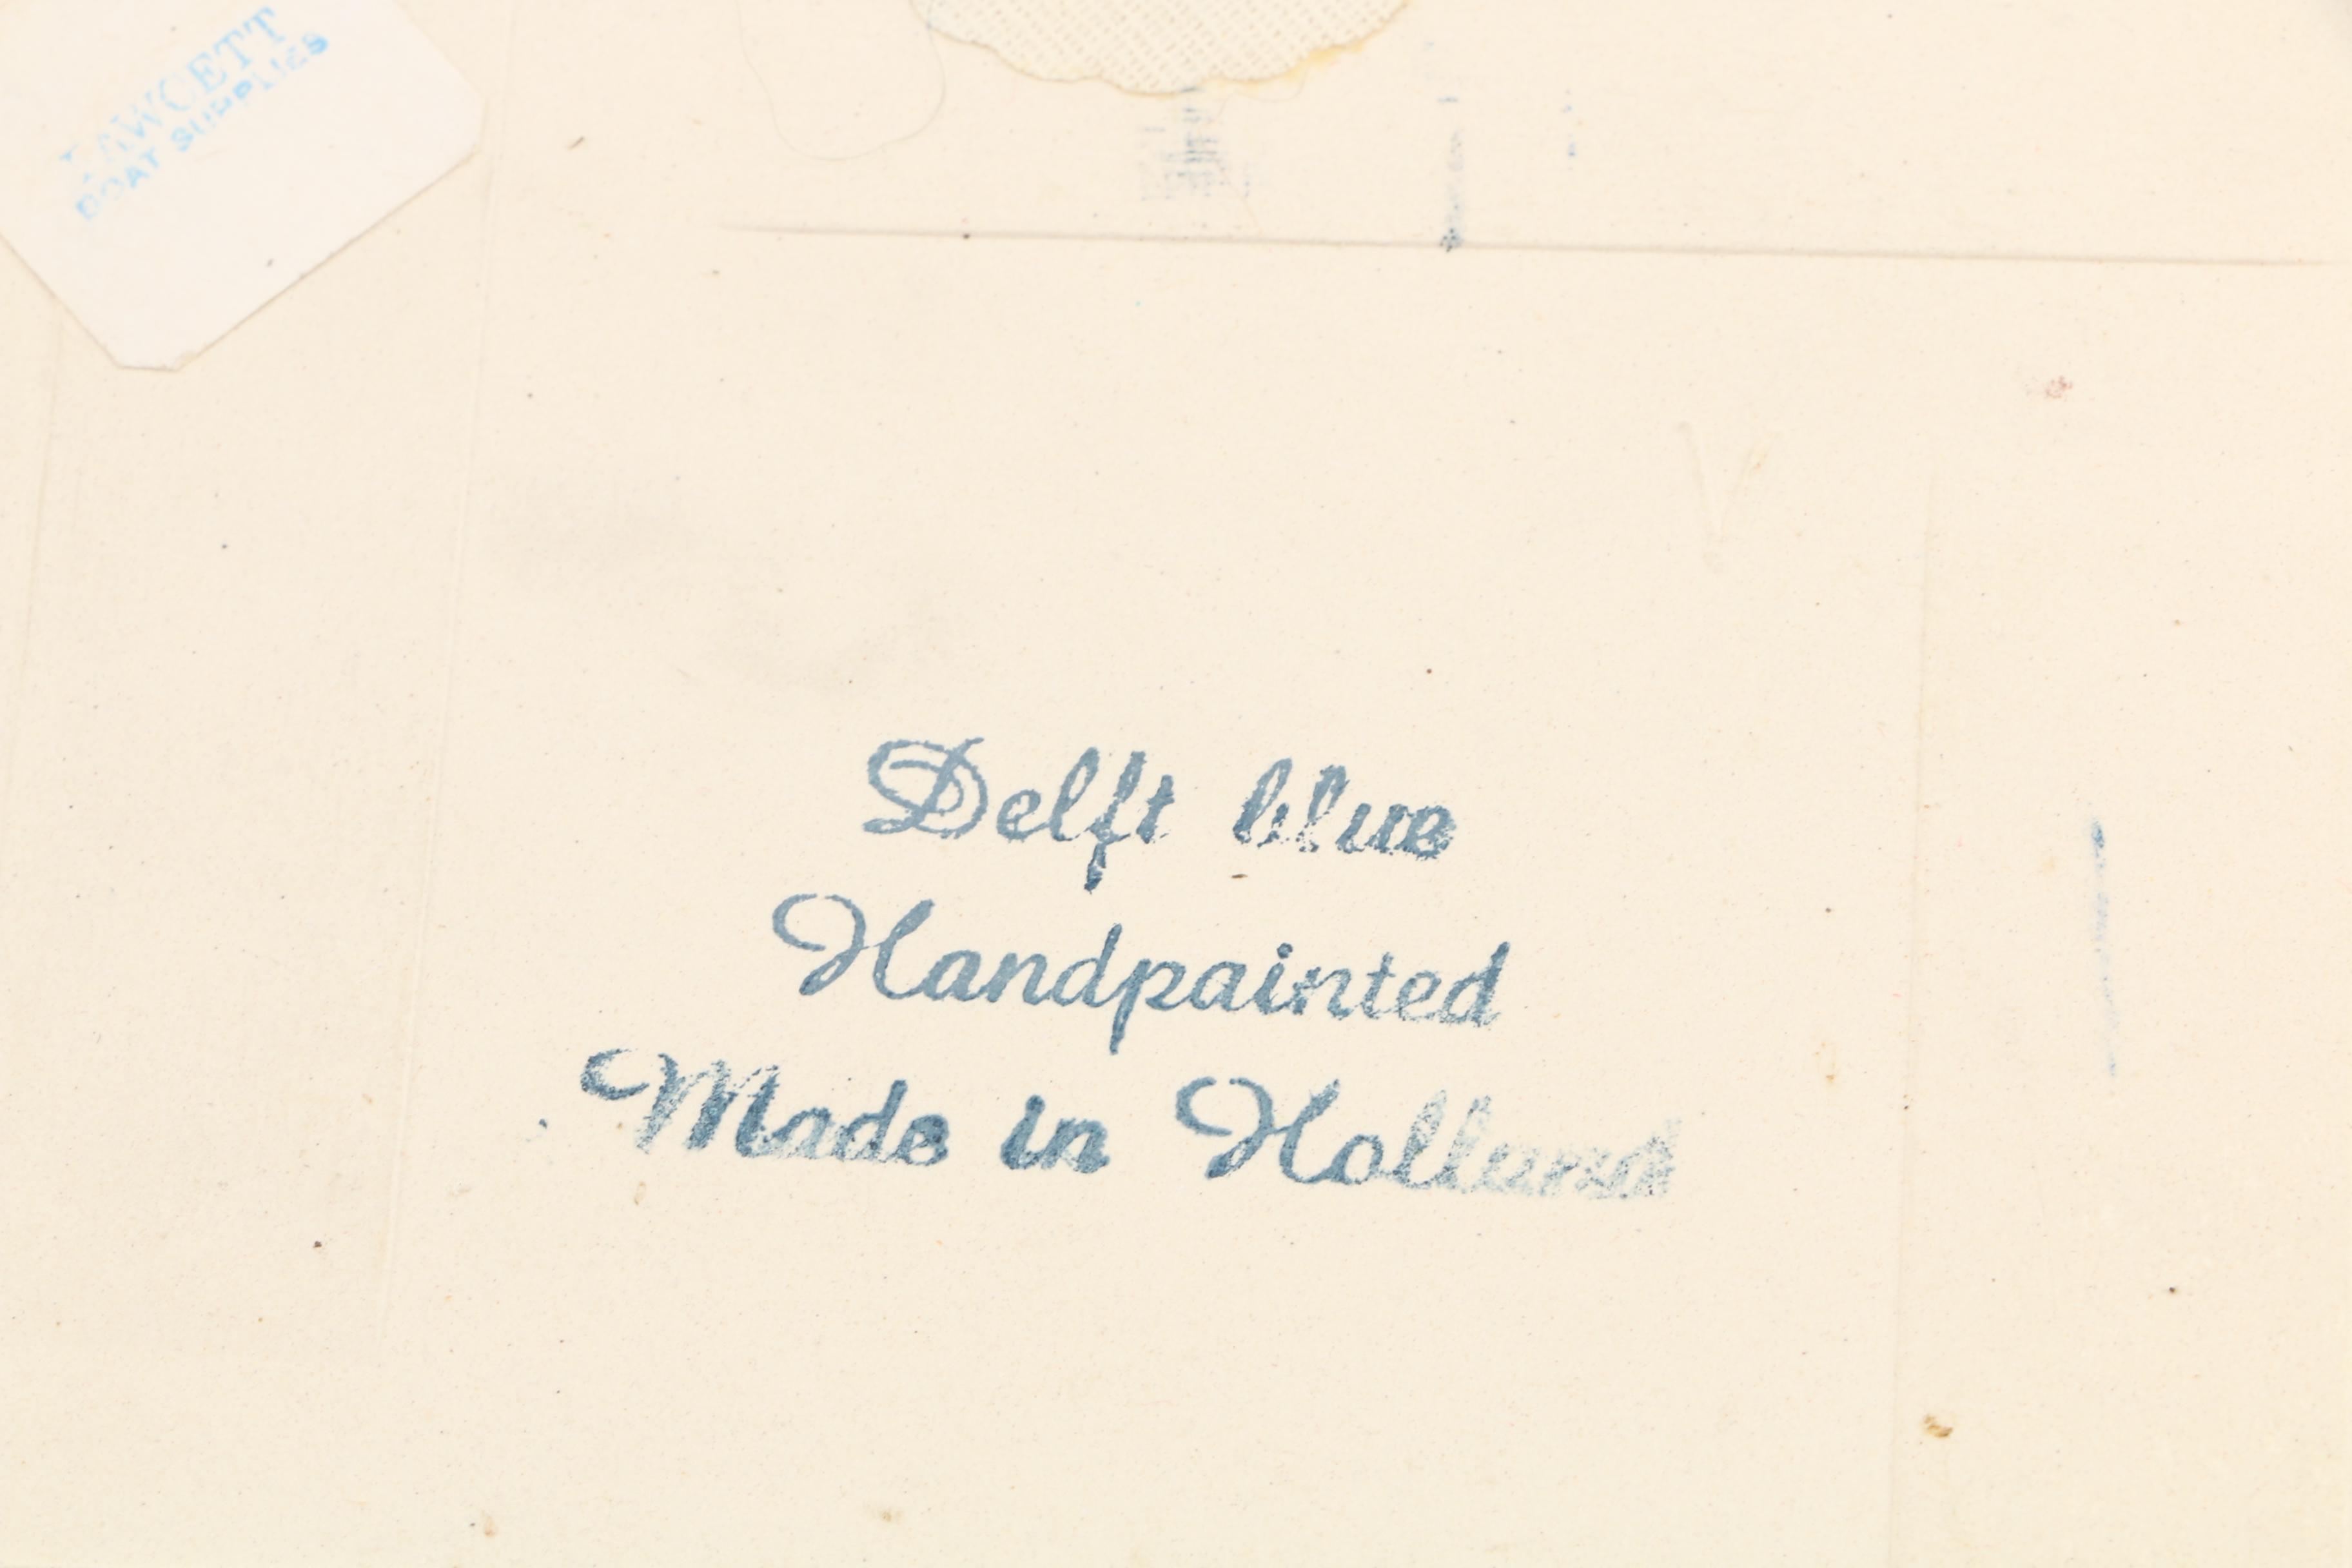 FAWCETT
BOAT SUPPLIES
Delft blue
Handpainted
Made in Holland